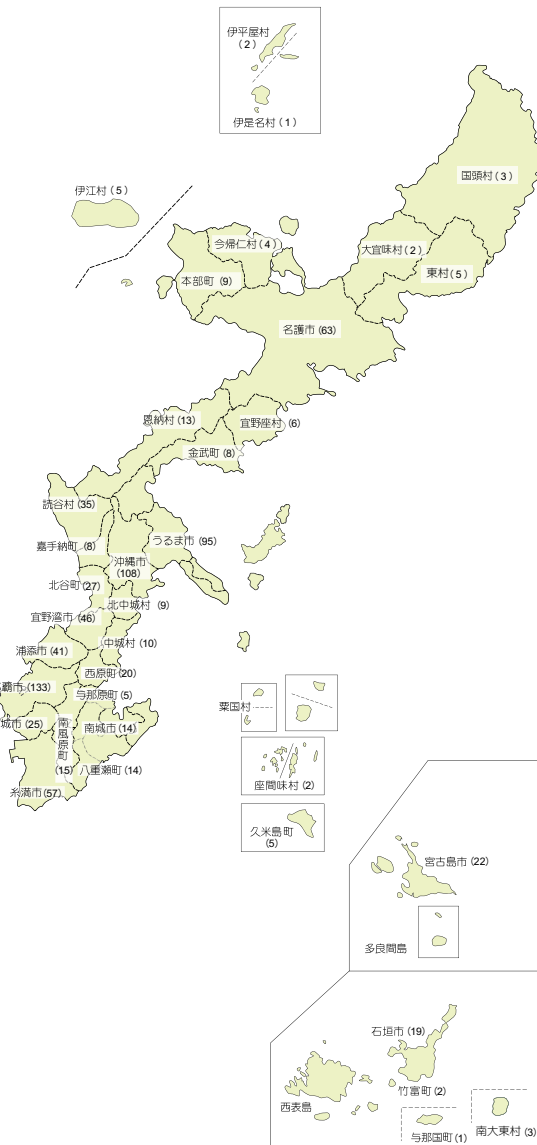 伊平屋村
(2)
伊是名村(1)
国頭村(3)
伊江村(5)
今帰仁村(4)
大宜味村(2)
東村(5)
本部町(9)
名護市(63)
恩納村(13)
宜野座村(6)
金武町(8)
読谷村(35)
うるま市(95)
嘉手納町(8)
沖縄市
(108)
北谷町(27)
北中城村(9)
宜野湾市(46)
中城村(10)
浦添市(41)
西原町(20)
覇市(133)
与那原町(5)
城市(25)
南風原町
(15)
南城市(14)
八重瀬町(14)
糸満市(57)
粟国村
座間味村(2)
久米島町
(5)
宮古島市(22)
多良間島
石垣市(19)
竹富町(2)
西表島
与那国町(1)
南大東村(3)